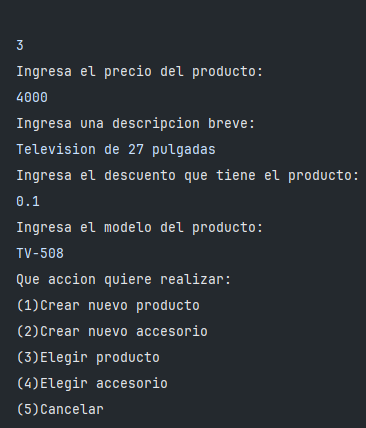 3
Ingresa el precio del producto:
4000
Ingresa una descripcion breve:
Television de 27 pulgadas
Ingresa el descuento que tiene el producto:
0.1
Ingresa el modelo del producto:
TV-508
Que accion quiere realizar:
(1)Crear nuevo producto
(2)Crear nuevo accesorio
(3)Elegir producto
(4)Elegir accesorio
(5)Cancelar